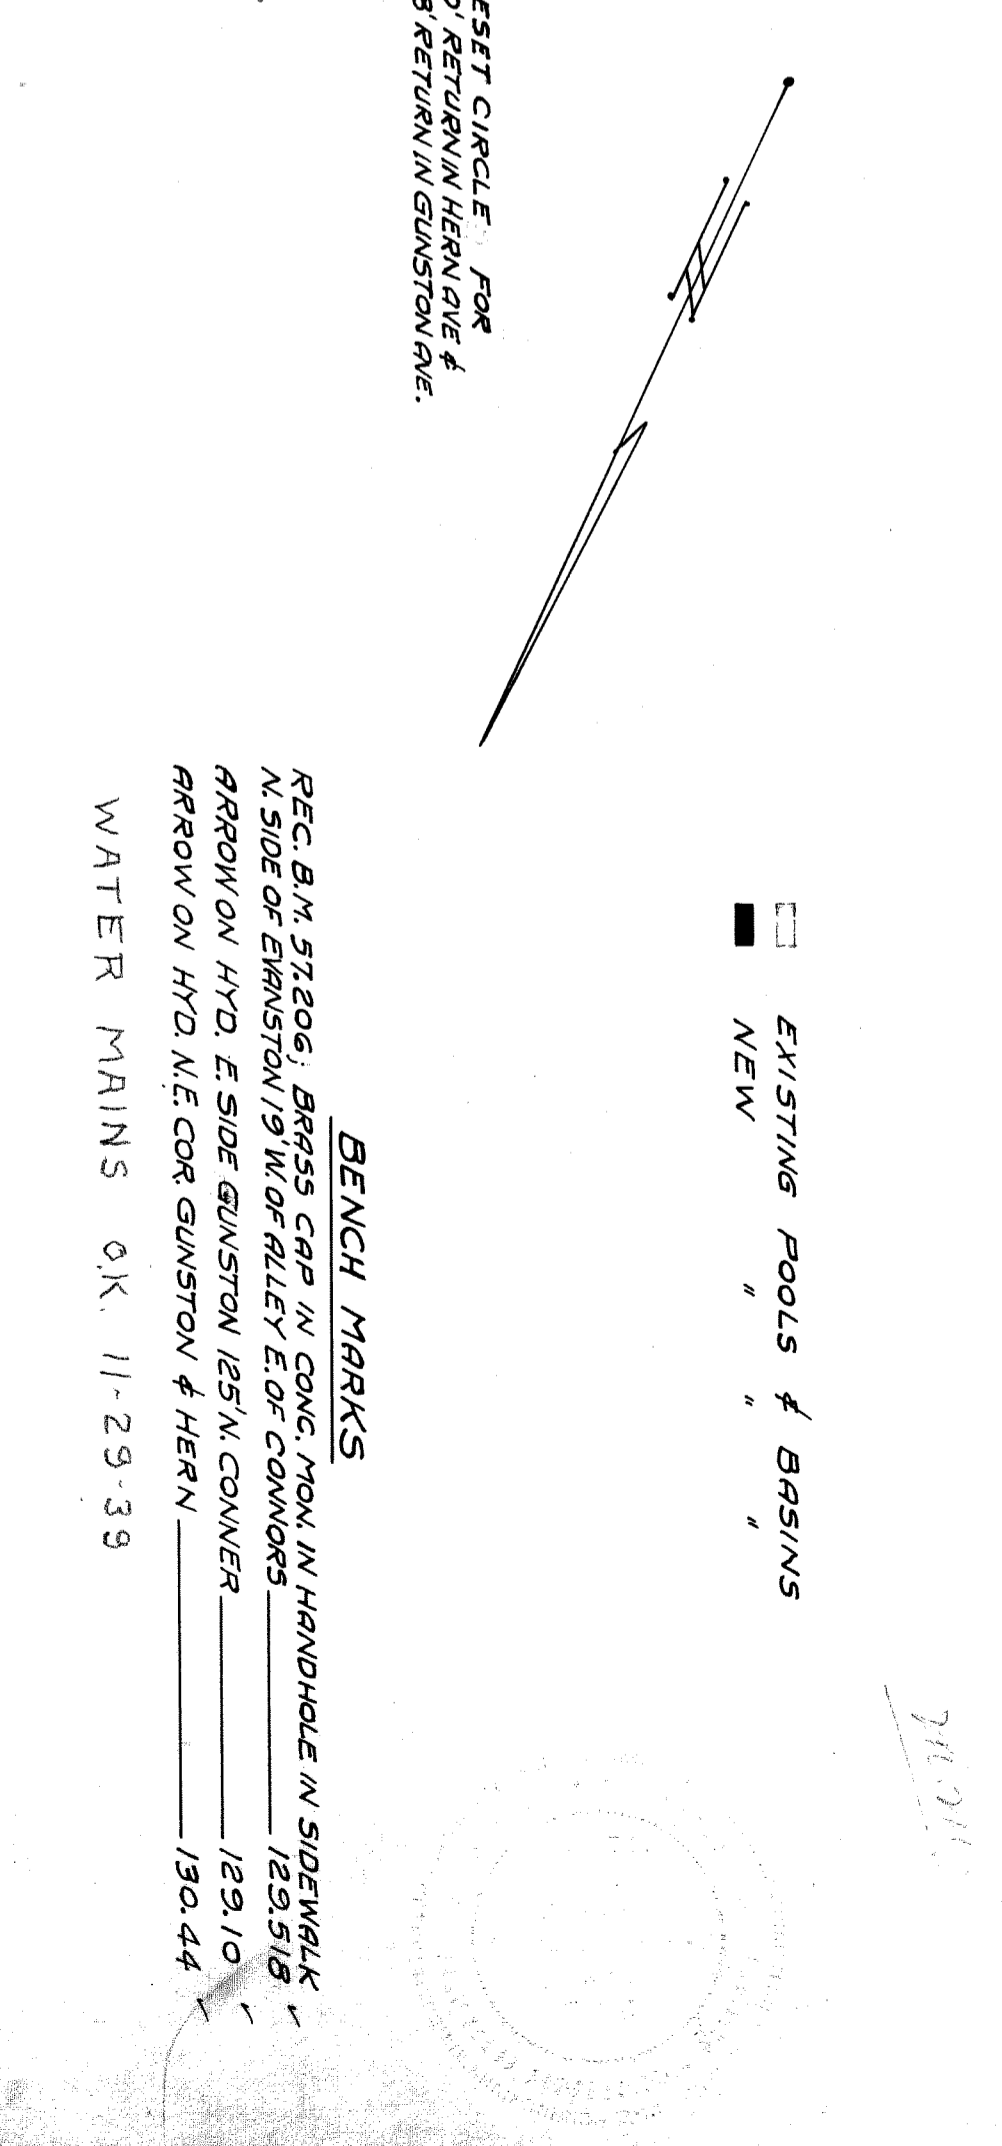 ESET CIRCLE FOR
' RETURN IN HERN AVE &
8' RETURN IN GUNSTON AVE.
EXISTING POOLS & BASINS
NEW " " "
BENCH MARKS
REC. B.M. 57.206; BRASS CAP IN CONC. MON. IN HANDHOLE IN SIDEWALK
N. SIDE OF EVANSTON 19' W. OF ALLEY E. OF CONNORS 129.518 ✓
ARROW ON HYD. E. SIDE GUNSTON 125' N. CONNER 129.10 ✓
ARROW ON HYD. N.E. COR. GUNSTON & HERN 130.44 ✓
WATER MAINS O.K. 11-29-39